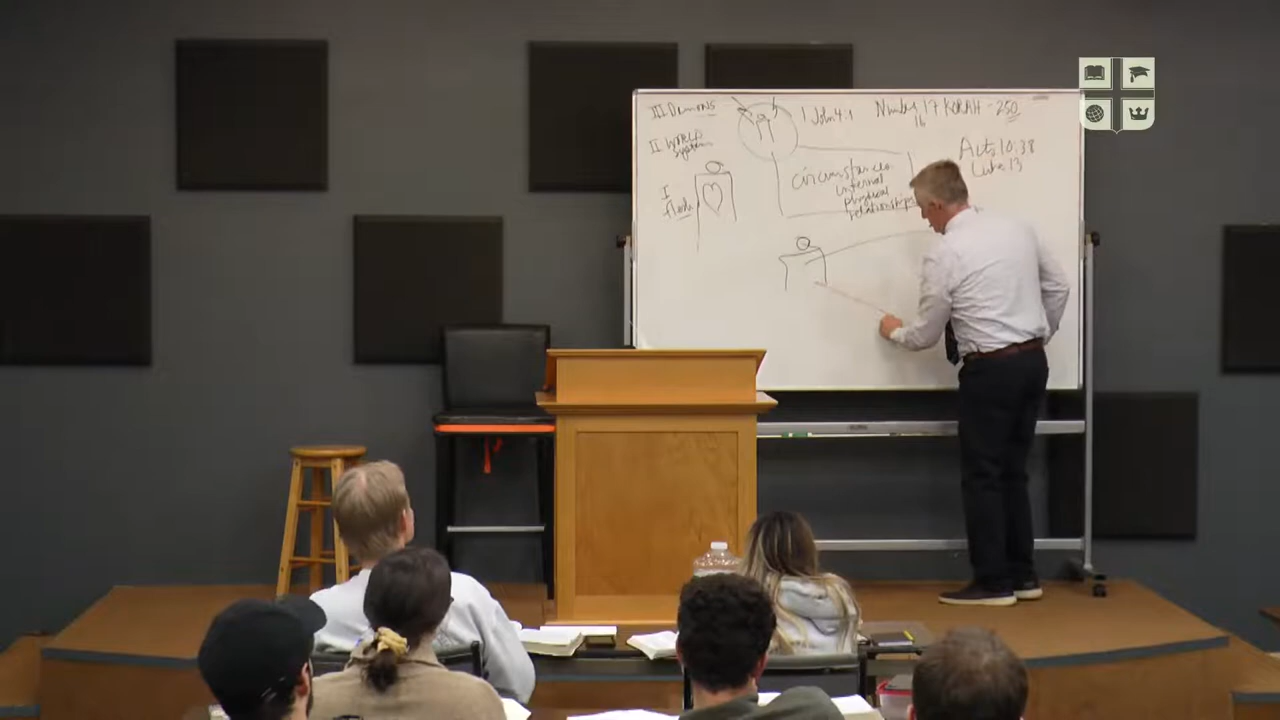 III Demons
1 John 4:1
Numbers 17 KORAH - 250
16
II WORLD
system
Acts 10:38
Luke 13
circumstances
internal
physical
relationships
I
flesh